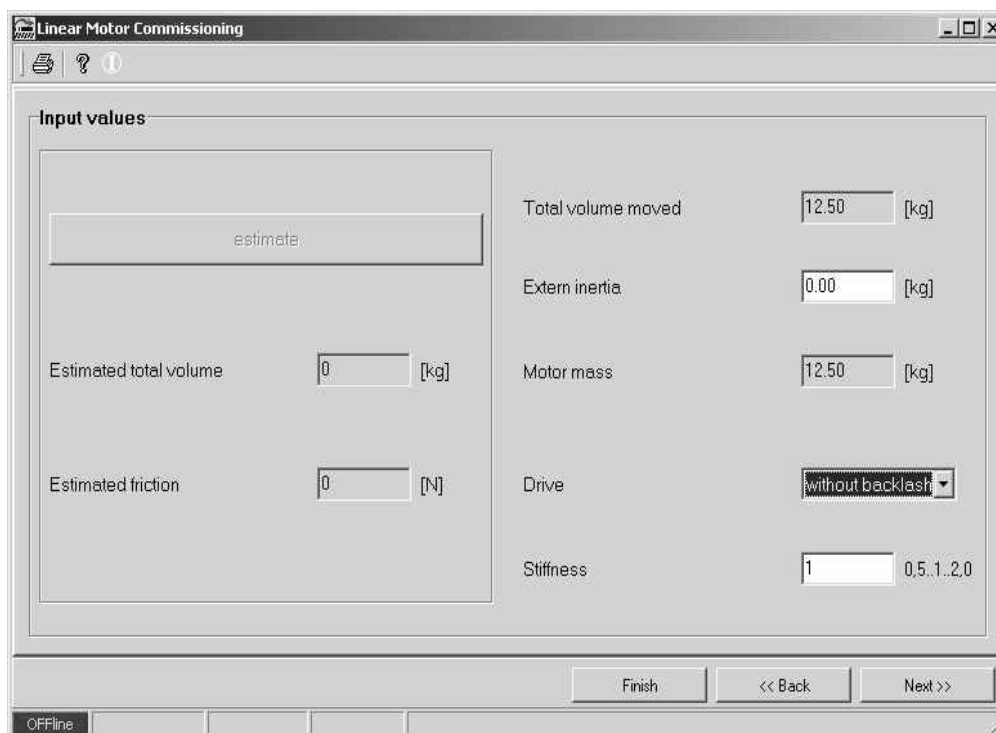 Linear Motor Commissioning
Input values
estimate
Estimated total volume 0 [kg]
Estimated friction 0 [N]
Total volume moved 12.50 [kg]
Extern inertia 0.00 [kg]
Motor mass 12.50 [kg]
Drive without backlash
Stiffness 1 0,5..1..2,0
Finish << Back Next >>
OFFline